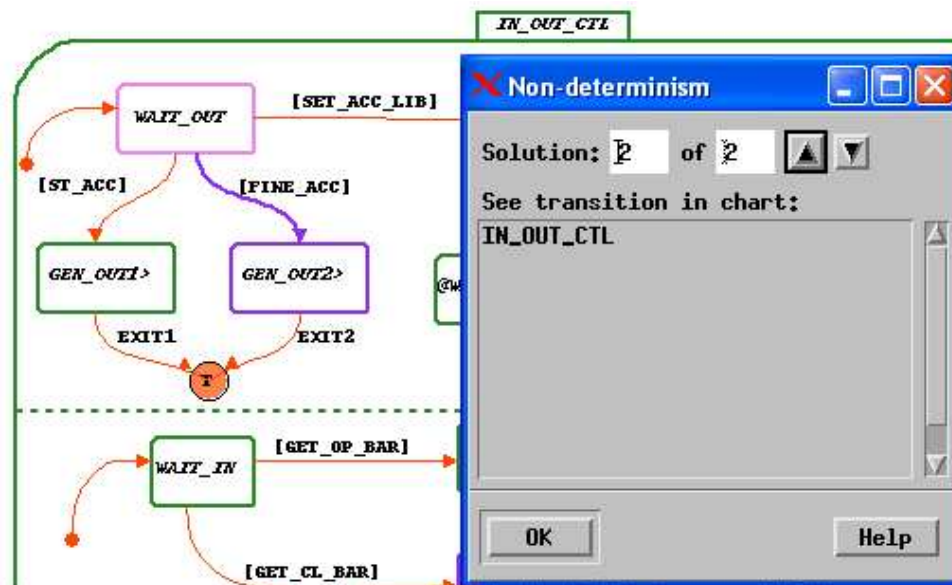 IN_OUT_CTL
WAIT_OUT
[SET_ACC_LIB]
[ST_ACC]
[FINE_ACC]
GEN_OUT1>
GEN_OUT2>
EXIT1
EXIT2
T
WAIT_IN
[GET_OP_BAR]
[GET_CL_BAR]
Non-determinism
Solution: 2 of 2
See transition in chart:
IN_OUT_CTL
OK Help